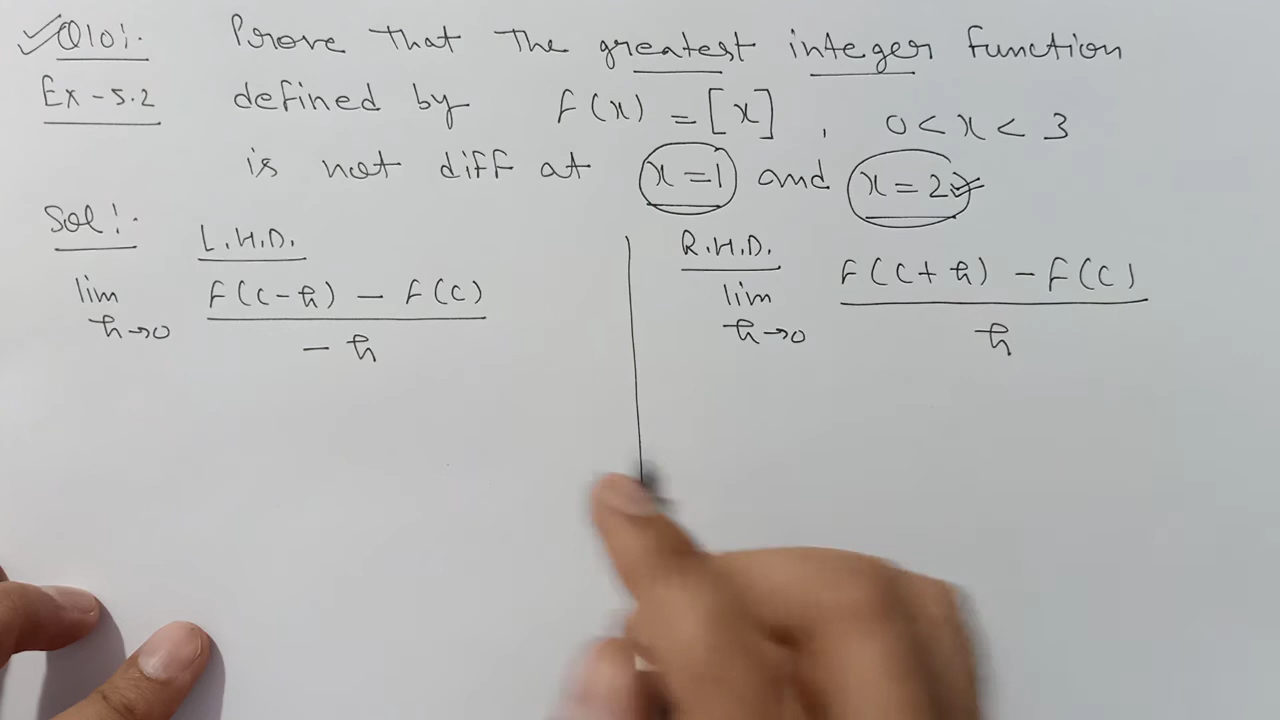 Q10:- Prove that the greatest integer function
Ex-5.2 defined by f(x) = [x], 0<x<3
is not diff at x=1 and x=2
Sol:-
L.H.D.
lim h→0 f(c-h) - f(c) / -h
R.H.D.
lim h→0 f(c+h) - f(c) / h